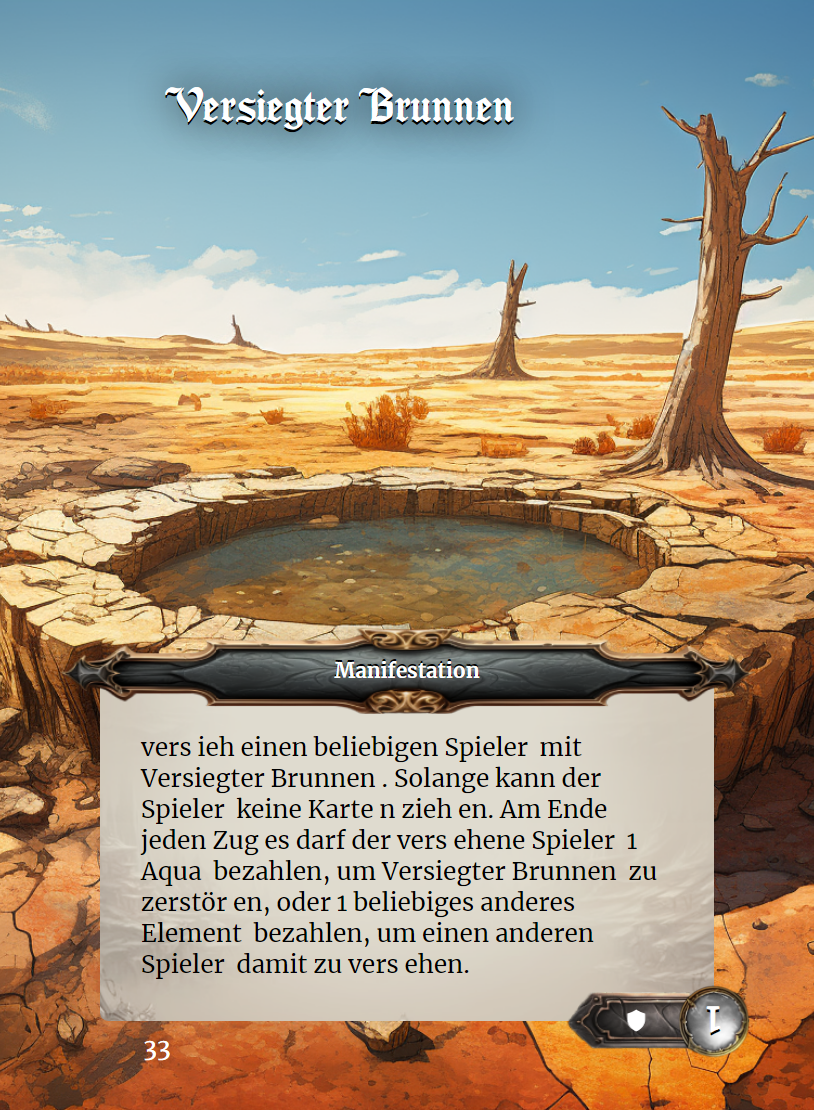 Versiegter Brunnen
Manifestation
vers ieh einen beliebigen Spieler  mit
Versiegter Brunnen . Solange kann der
Spieler  keine Karte n zieh en. Am Ende
jeden Zug es darf der vers ehene Spieler  1
Aqua  bezahlen, um Versiegter Brunnen  zu
zerstör en, oder 1 beliebiges anderes
Element  bezahlen, um einen anderen
Spieler  damit zu vers ehen.
33